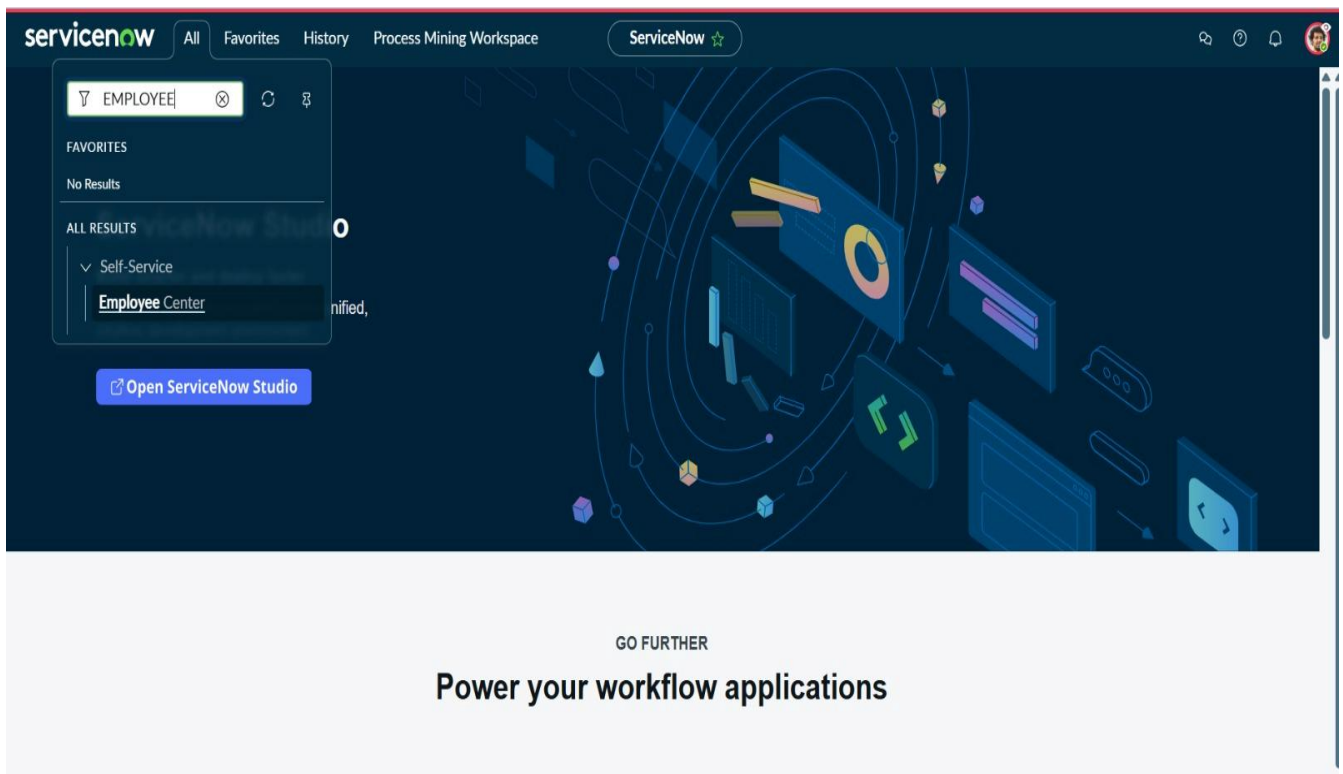 servicenow All Favorites History Process Mining Workspace ServiceNow
EMPLOYEE
FAVORITES
No Results
ALL RESULTS
o
Self-Service
Employee Center
nified,
Open ServiceNow Studio
GO FURTHER
Power your workflow applications